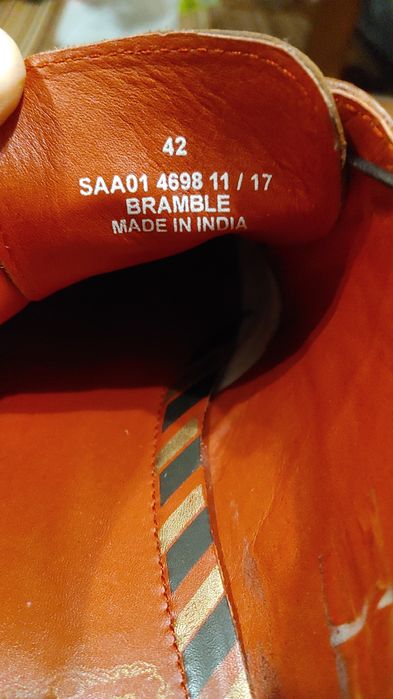 42
SAA01 4698 11 / 17
BRAMBLE
MADE IN INDIA